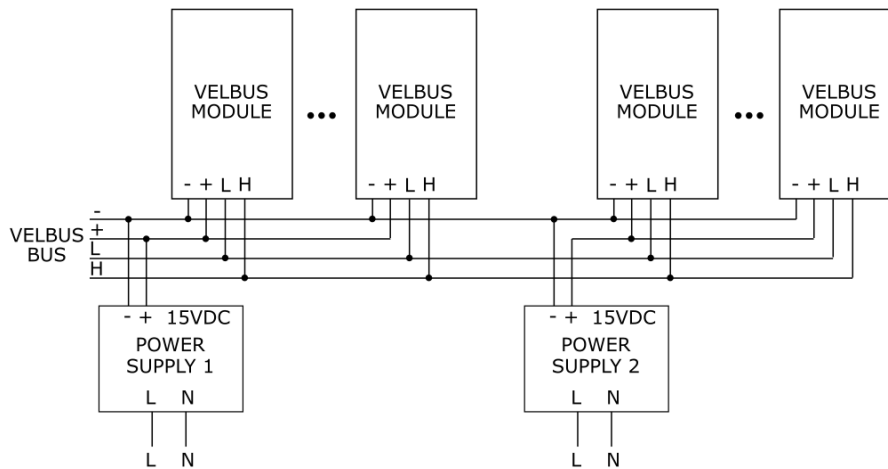 VELBUS
MODULE
VELBUS
MODULE
VELBUS
MODULE
VELBUS
MODULE
- + L H
- + L H
- + L H
- + L H
-
+
L
H
VELBUS
BUS
- + 15VDC
POWER
SUPPLY 1
L N
L N
- + 15VDC
POWER
SUPPLY 2
L N
L N